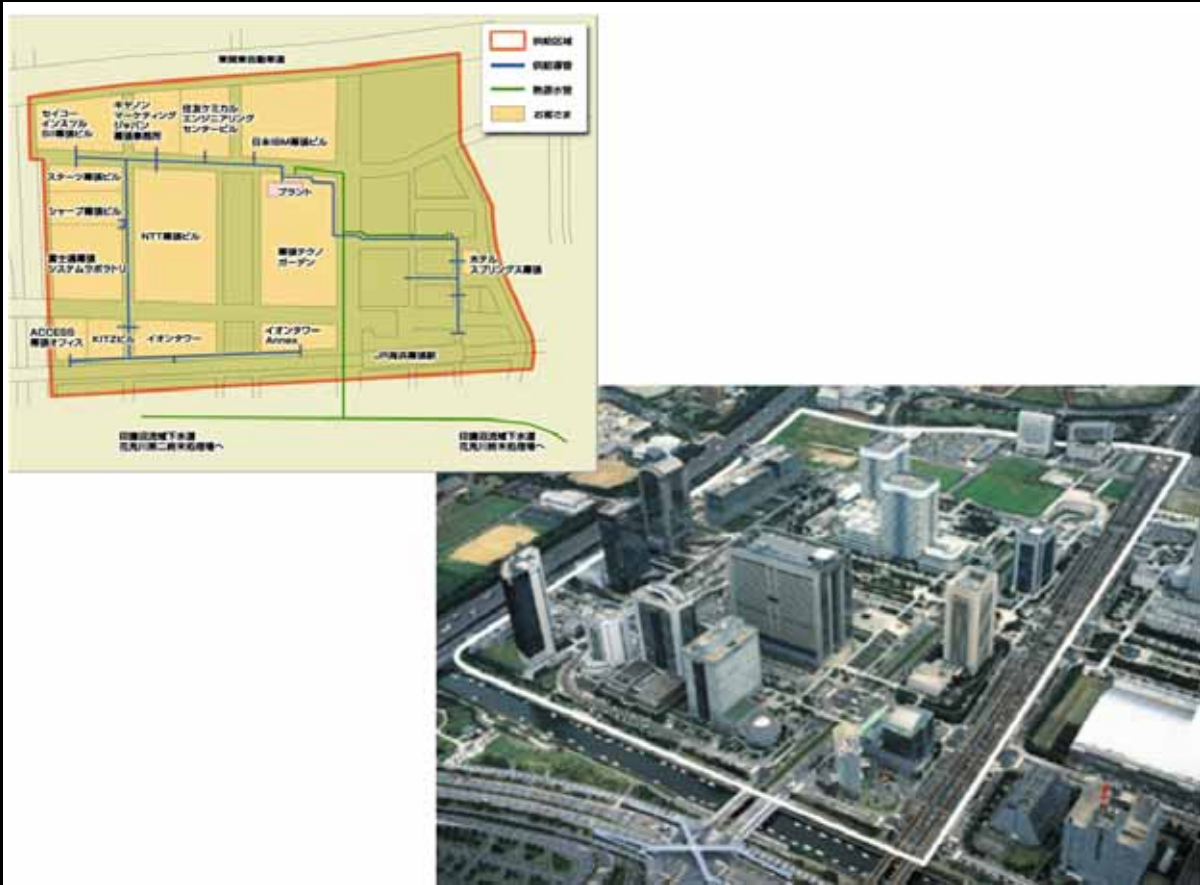 東関東自動車道
供給区域
供給導管
熱源水管
お客さま
セイコー
インスツル
SII幕張ビル
キヤノン
マーケティング
ジャパン
幕張事務所
住友ケミカル
エンジニアリング
センタービル
日本IBM幕張ビル
スターツ幕張ビル
プラント
シャープ幕張ビル
NTT幕張ビル
富士通幕張
システムラボラトリ
幕張テクノ
ガーデン
ホテル
スプリングス幕張
ACCESS
幕張オフィス
KITZビル
イオンタワー
イオンタワー
Annex
JR海浜幕張駅
印旛沼流域下水道
花見川第二終末処理場へ
印旛沼流域下水道
花見川終末処理場へ